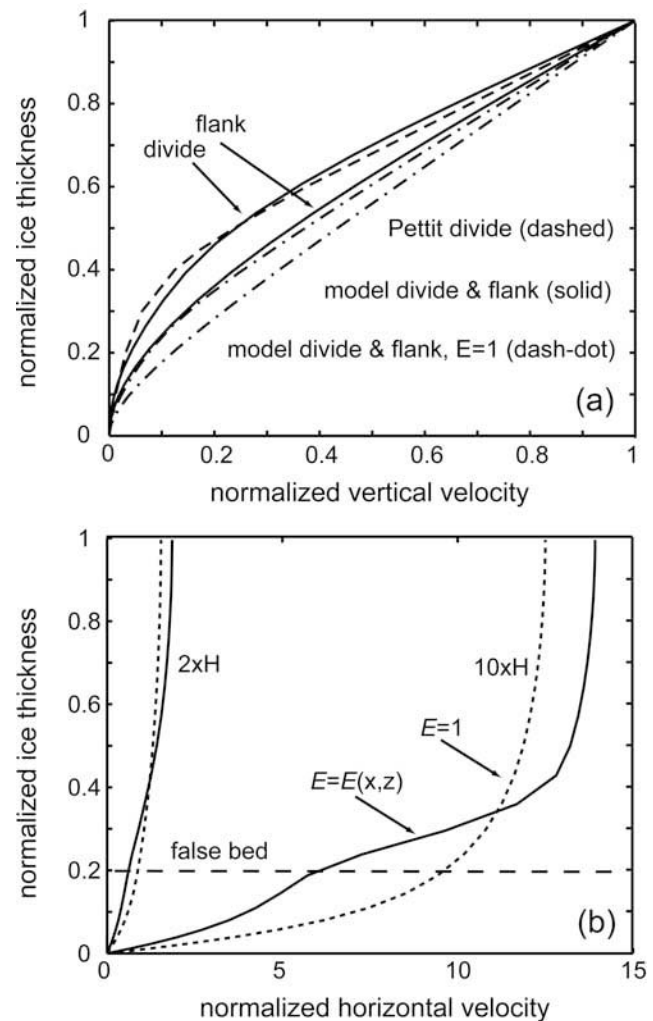 1
0.8
0.6
0.4
0.2
0
normalized ice thickness
flank
divide
Pettit divide (dashed)
model divide & flank (solid)
model divide & flank, E=1 (dash-dot)
(a)
0 0.2 0.4 0.6 0.8 1
normalized vertical velocity
1
0.8
0.6
0.4
0.2
0
normalized ice thickness
2xH
10xH
E=1
E=E(x,z)
false bed
(b)
0 5 10 15
normalized horizontal velocity